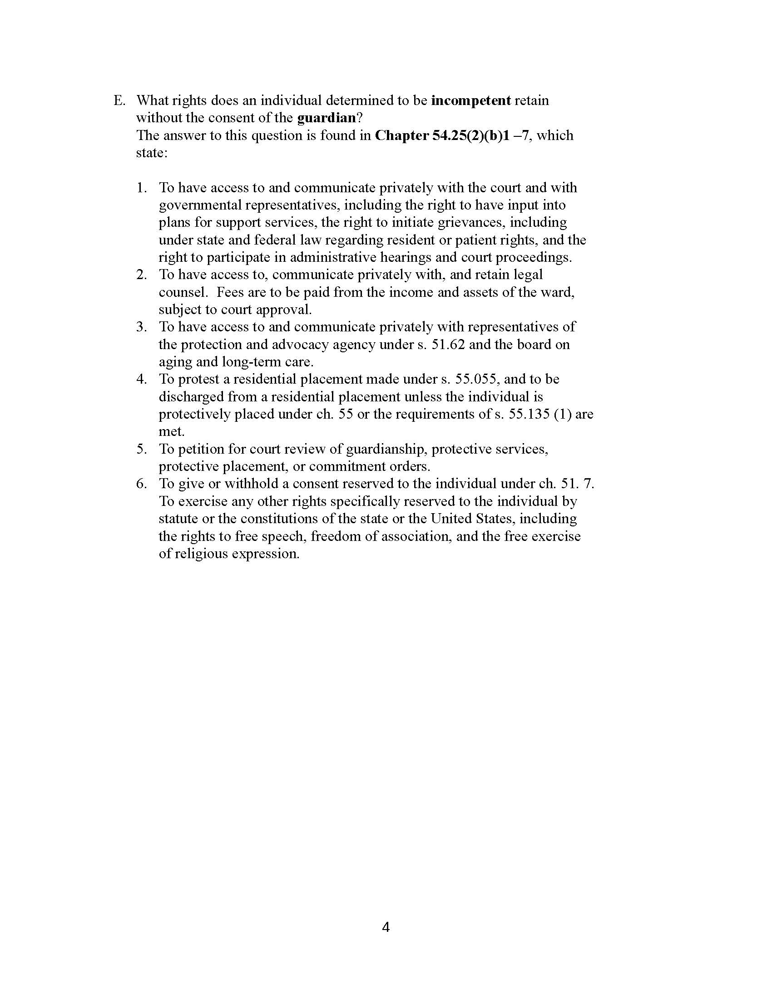 E. What rights does an individual determined to be incompetent retain
without the consent of the guardian?
The answer to this question is found in Chapter 54.25(2)(b)1 –7, which
state:
1. To have access to and communicate privately with the court and with
governmental representatives, including the right to have input into
plans for support services, the right to initiate grievances, including
under state and federal law regarding resident or patient rights, and the
right to participate in administrative hearings and court proceedings.
2. To have access to, communicate privately with, and retain legal
counsel.  Fees are to be paid from the income and assets of the ward,
subject to court approval.
3. To have access to and communicate privately with representatives of
the protection and advocacy agency under s. 51.62 and the board on
aging and long-term care.
4. To protest a residential placement made under s. 55.055, and to be
discharged from a residential placement unless the individual is
protectively placed under ch. 55 or the requirements of s. 55.135 (1) are
met.
5. To petition for court review of guardianship, protective services,
protective placement, or commitment orders.
6. To give or withhold a consent reserved to the individual under ch. 51. 7.
To exercise any other rights specifically reserved to the individual by
statute or the constitutions of the state or the United States, including
the rights to free speech, freedom of association, and the free exercise
of religious expression.
4